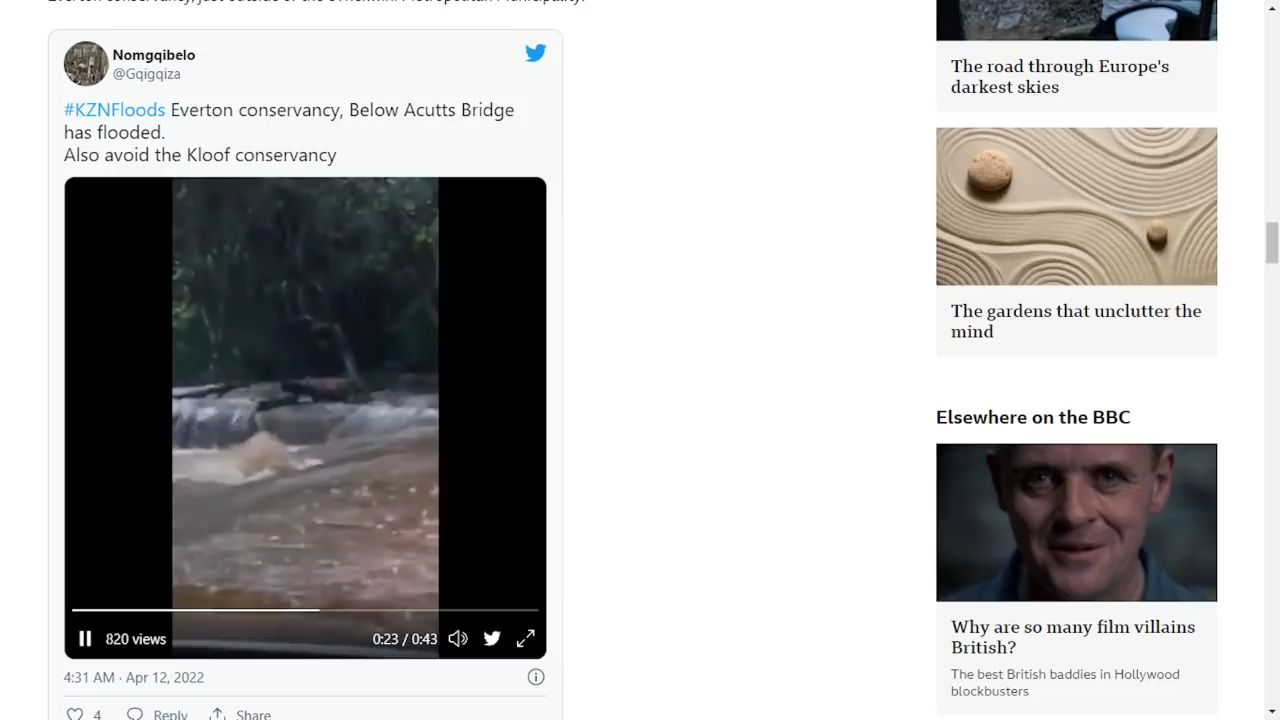 Nomgqibelo
@Gqigqiza
#KZNFloods Everton conservancy, Below Acutts Bridge
has flooded.
Also avoid the Kloof conservancy
820 views
0:23 / 0:43
4:31 AM · Apr 12, 2022
4
Reply
Share
The road through Europe's
darkest skies
The gardens that unclutter the
mind
Elsewhere on the BBC
Why are so many film villains
British?
The best British baddies in Hollywood
blockbusters